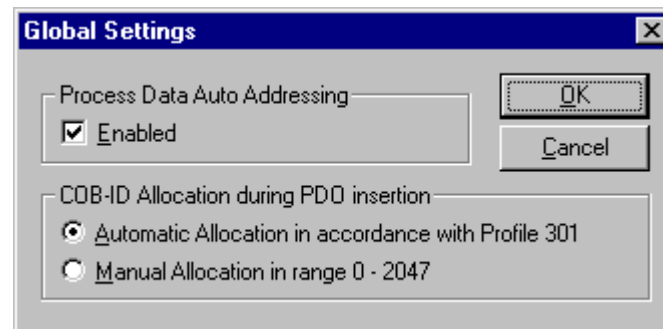 Global Settings
Process Data Auto Addressing
Enabled
OK
Cancel
COB-ID Allocation during PDO insertion
Automatic Allocation in accordance with Profile 301
Manual Allocation in range 0 - 2047